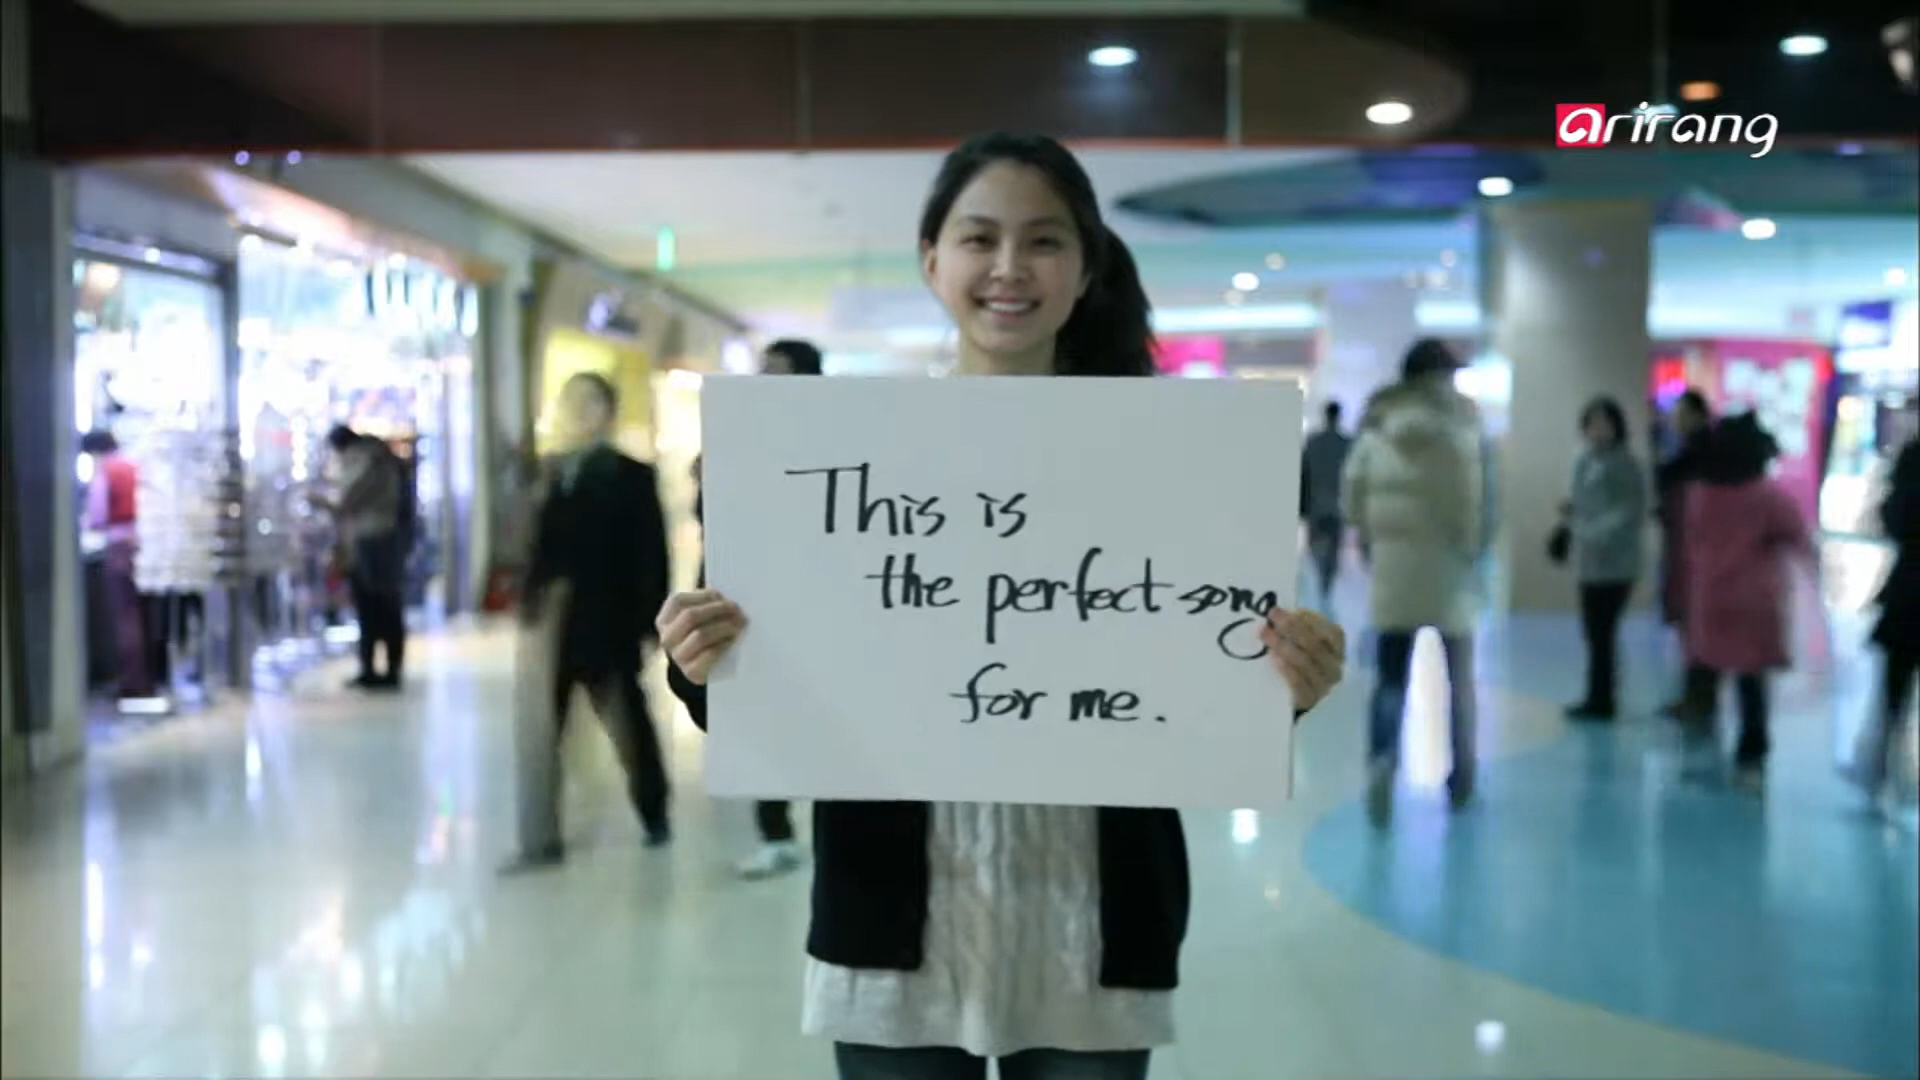 arirang
This is
the perfect song
for me.